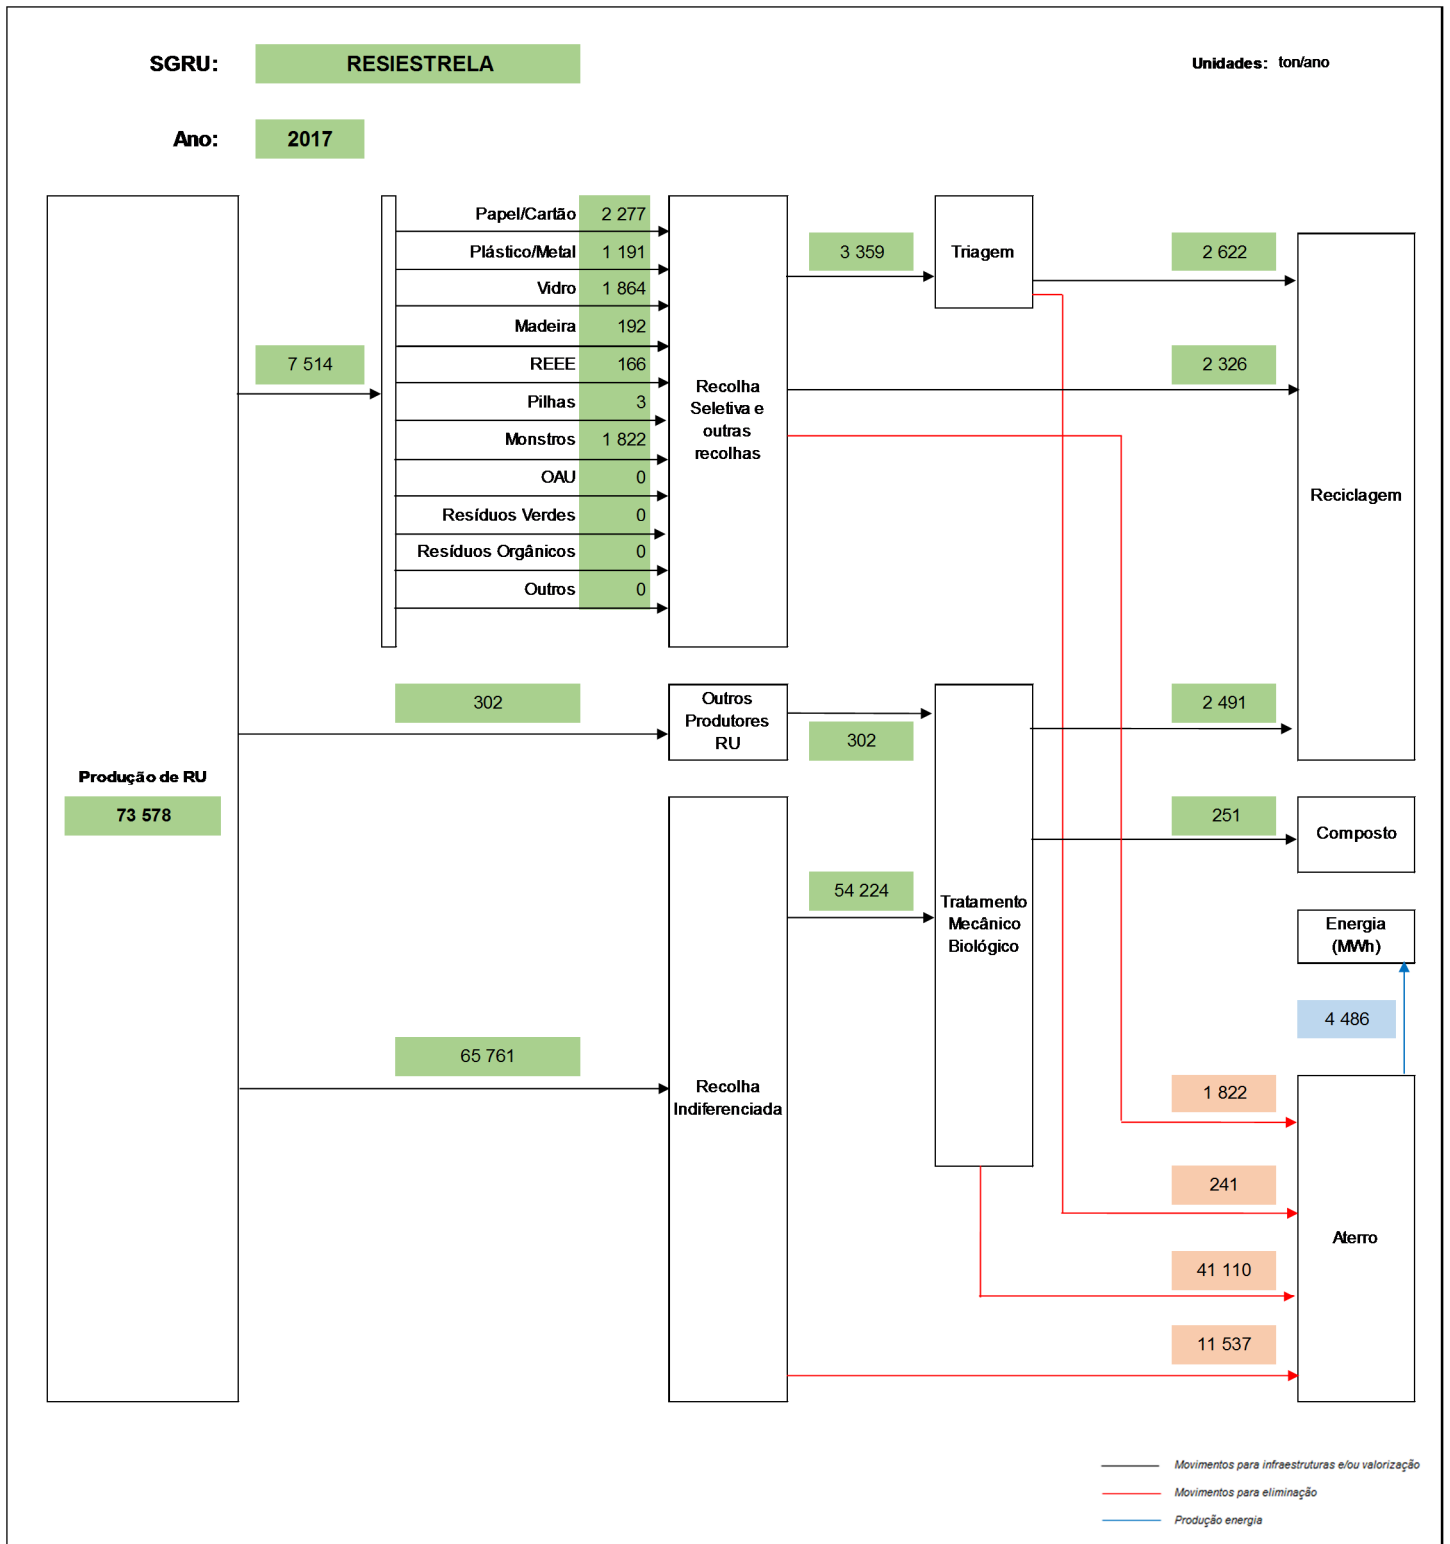 SGRU: RESIESTRELA
Unidades: ton/ano
Ano: 2017
Papel/Cartão 2 277
Plástico/Metal 1 191
Vidro 1 864
Madeira 192
REEE 166
Pilhas 3
Monstros 1 822
OAU 0
Resíduos Verdes 0
Resíduos Orgânicos 0
Outros 0
7 514
Recolha
Seletiva e
outras
recolhas
3 359
Triagem
2 622
2 326
Reciclagem
302
Outros
Produtores
RU
302
2 491
Produção de RU
73 578
251
Composto
54 224
Tratamento
Mecânico
Biológico
Energia
(MWh)
4 486
65 761
Recolha
Indiferenciada
1 822
241
Aterro
41 110
11 537
Movimentos para infraestruturas e/ou valorização
Movimentos para eliminação
Produção energia